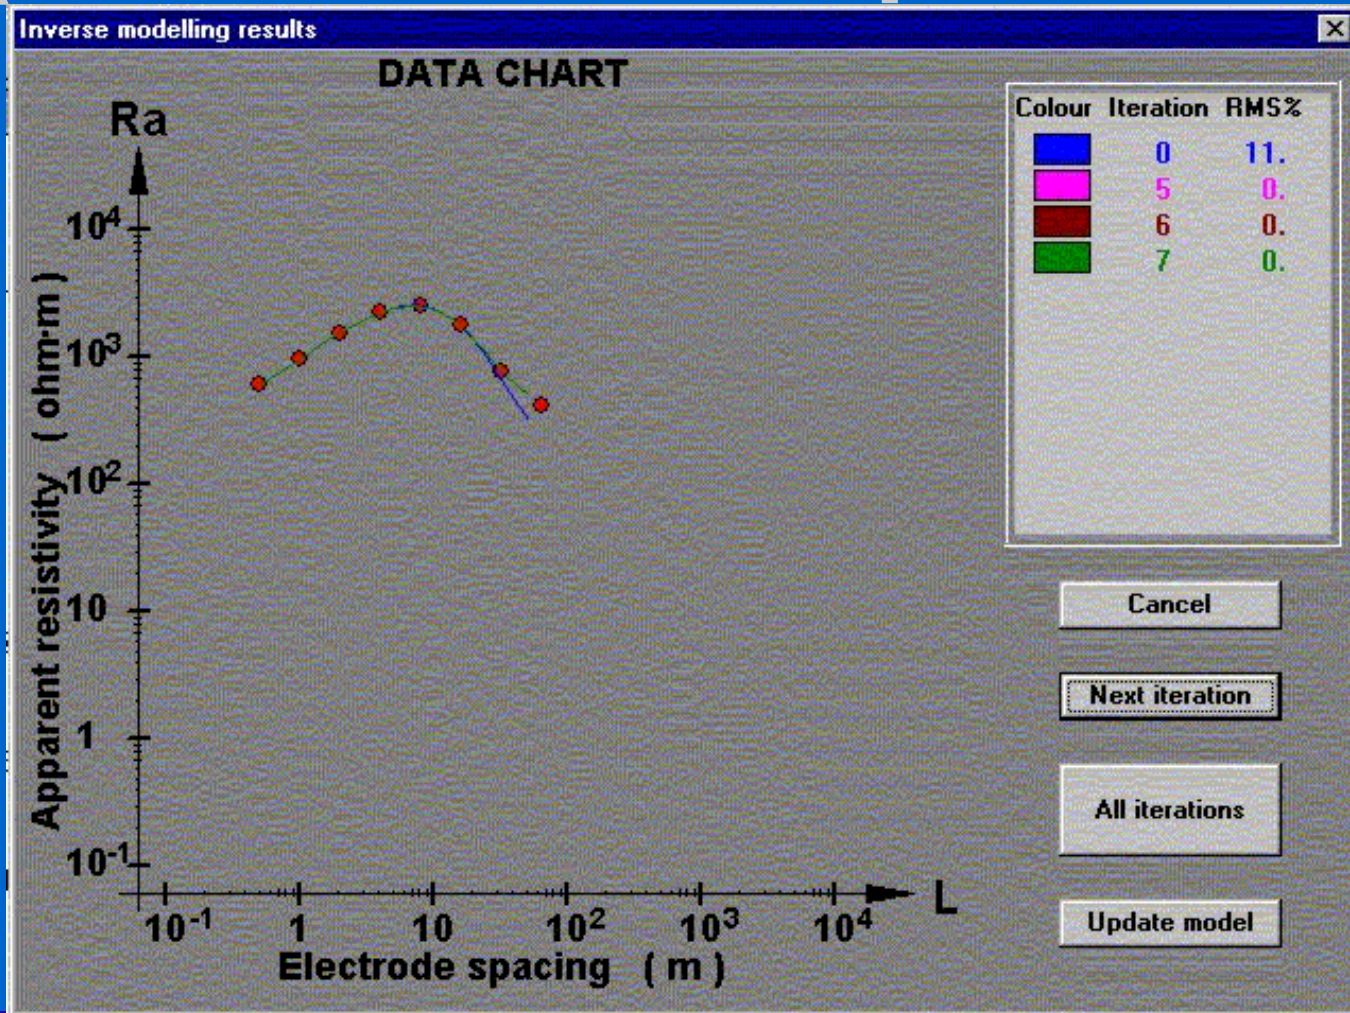 Inverse modelling results
DATA CHART
Ra
10⁴
10³
10²
10
1
10⁻¹
Apparent resistivity ( ohm·m )
10⁻¹ 1 10 10² 10³ 10⁴
L
Electrode spacing ( m )
Colour Iteration RMS%
0 11.
5 0.
6 0.
7 0.
Cancel
Next iteration
All iterations
Update model